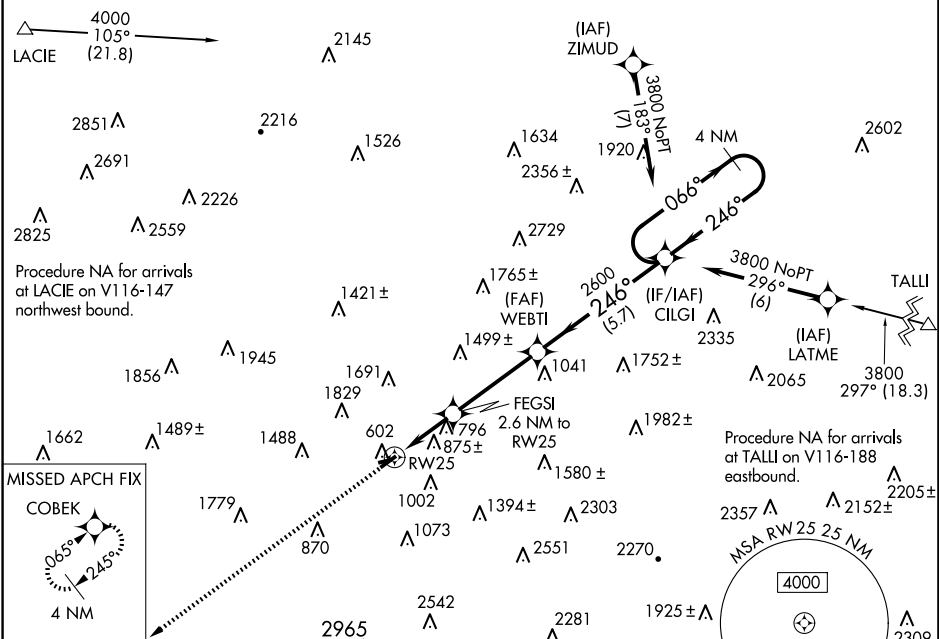 4000
105°
(21.8)
LACIE
2145
(IAF)
ZIMUD
3800 NoPT
183°
(7)
4 NM
2851
2216
1526
1634
1920
2602
2691
2356 ±
066°
246°
2226
2825
2559
2729
Procedure NA for arrivals
at LACIE on V116-147
northwest bound.
1765 ±
2600
246°
(5.7)
(IF/IAF)
CILGI
3800 NoPT
296°
(6)
TALLI
(FAF)
WEBTI
1421 ±
2335
(IAF)
LATME
1945
1499 ±
1856
1041
1752 ±
2065
3800
297° (18.3)
1691
1829
FEGSI
2.6 NM to
RW25
1982 ±
1662
1489 ±
1488
602
796
875 ±
RW25
Procedure NA for arrivals
at TALLI on V116-188
eastbound.
1580 ±
MISSED APCH FIX
COBEK
065°
245°
4 NM
1002
2205 ±
1779
1394 ±
2303
2357
2152 ±
870
1073
2551
2270
MSA RW 25 25 NM
4000
2542
2965
2281
1925 ±
2309